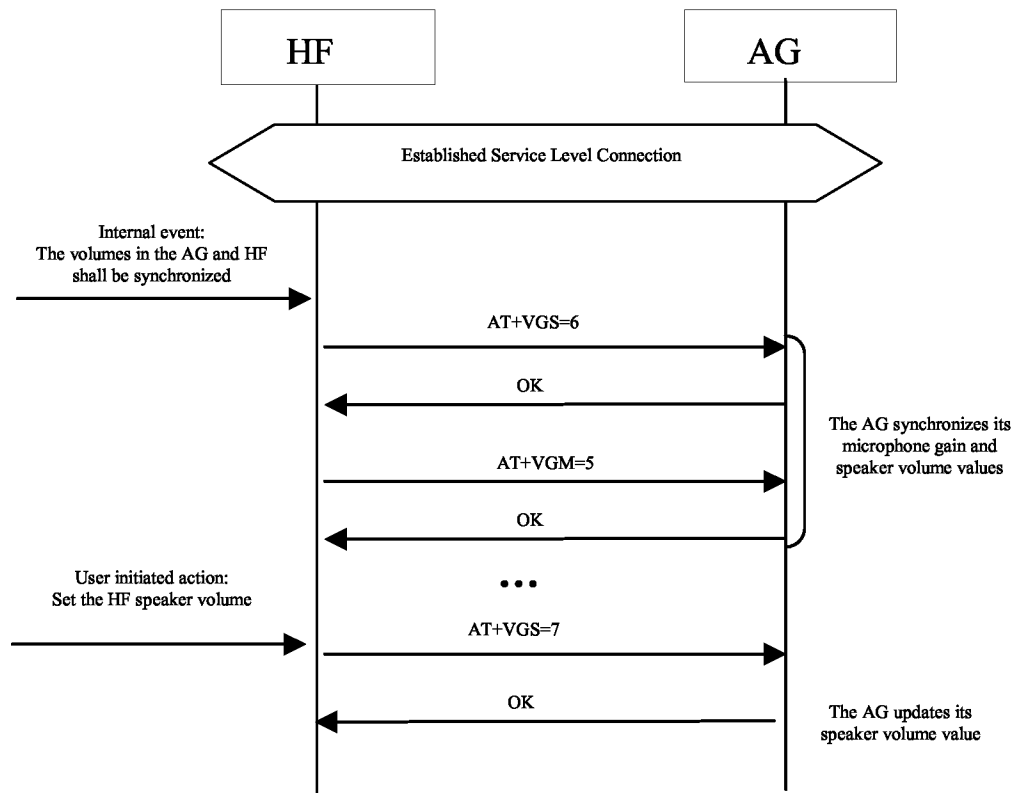 HF
AG
Established Service Level Connection
Internal event:
The volumes in the AG and HF
shall be synchronized
AT+VGS=6
OK
The AG synchronizes its
microphone gain and
speaker volume values
AT+VGM=5
OK
...
User initiated action:
Set the HF speaker volume
AT+VGS=7
OK
The AG updates its
speaker volume value